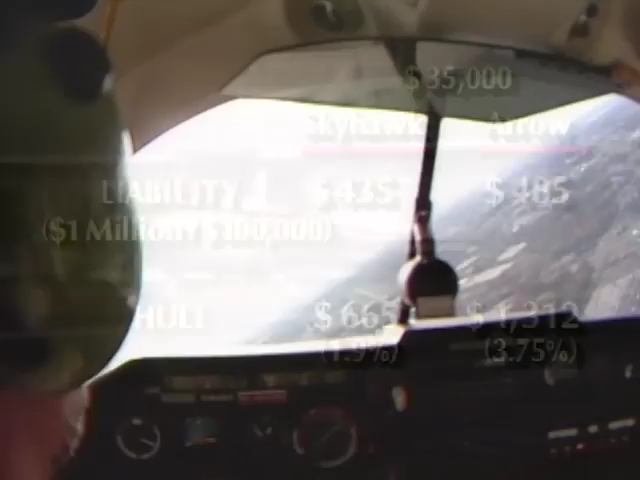 $ 35,000
Skyhawk Arrow
LIABILITY $ 435 $ 485
($1 Million/ $100,000)
HULL $ 665 $ 1,312
(1.9%) (3.75%)